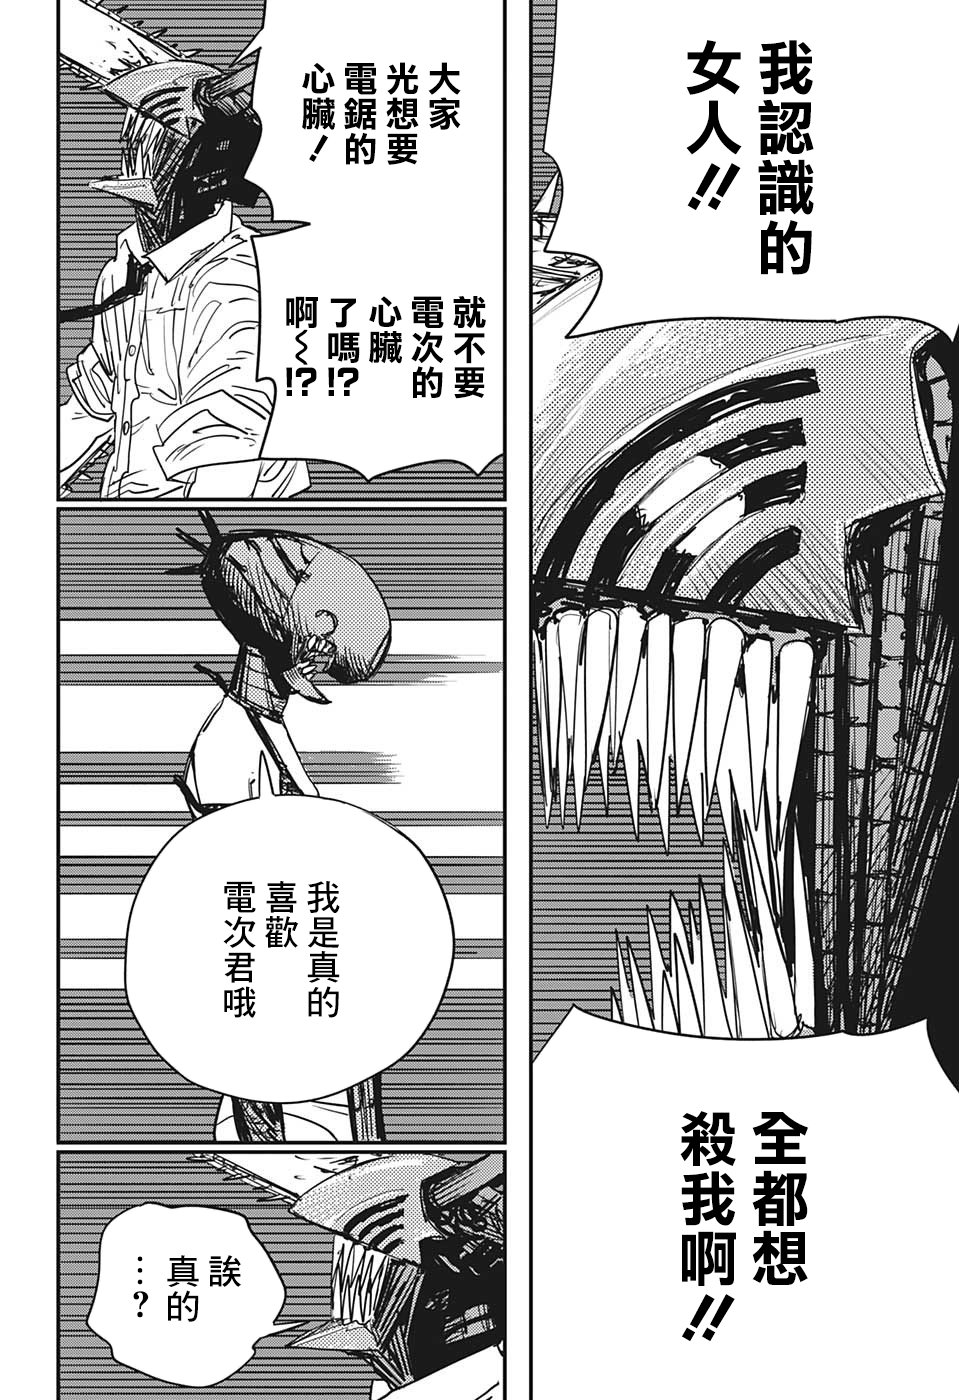 我認識的
女人!!
全都想
殺我啊!!
大家
光想要
電鋸的
心臟!
就不要
電次的
心臟
了嗎!?
啊～!?
我是真的
喜歡
電次君哦
誒
真的
…?